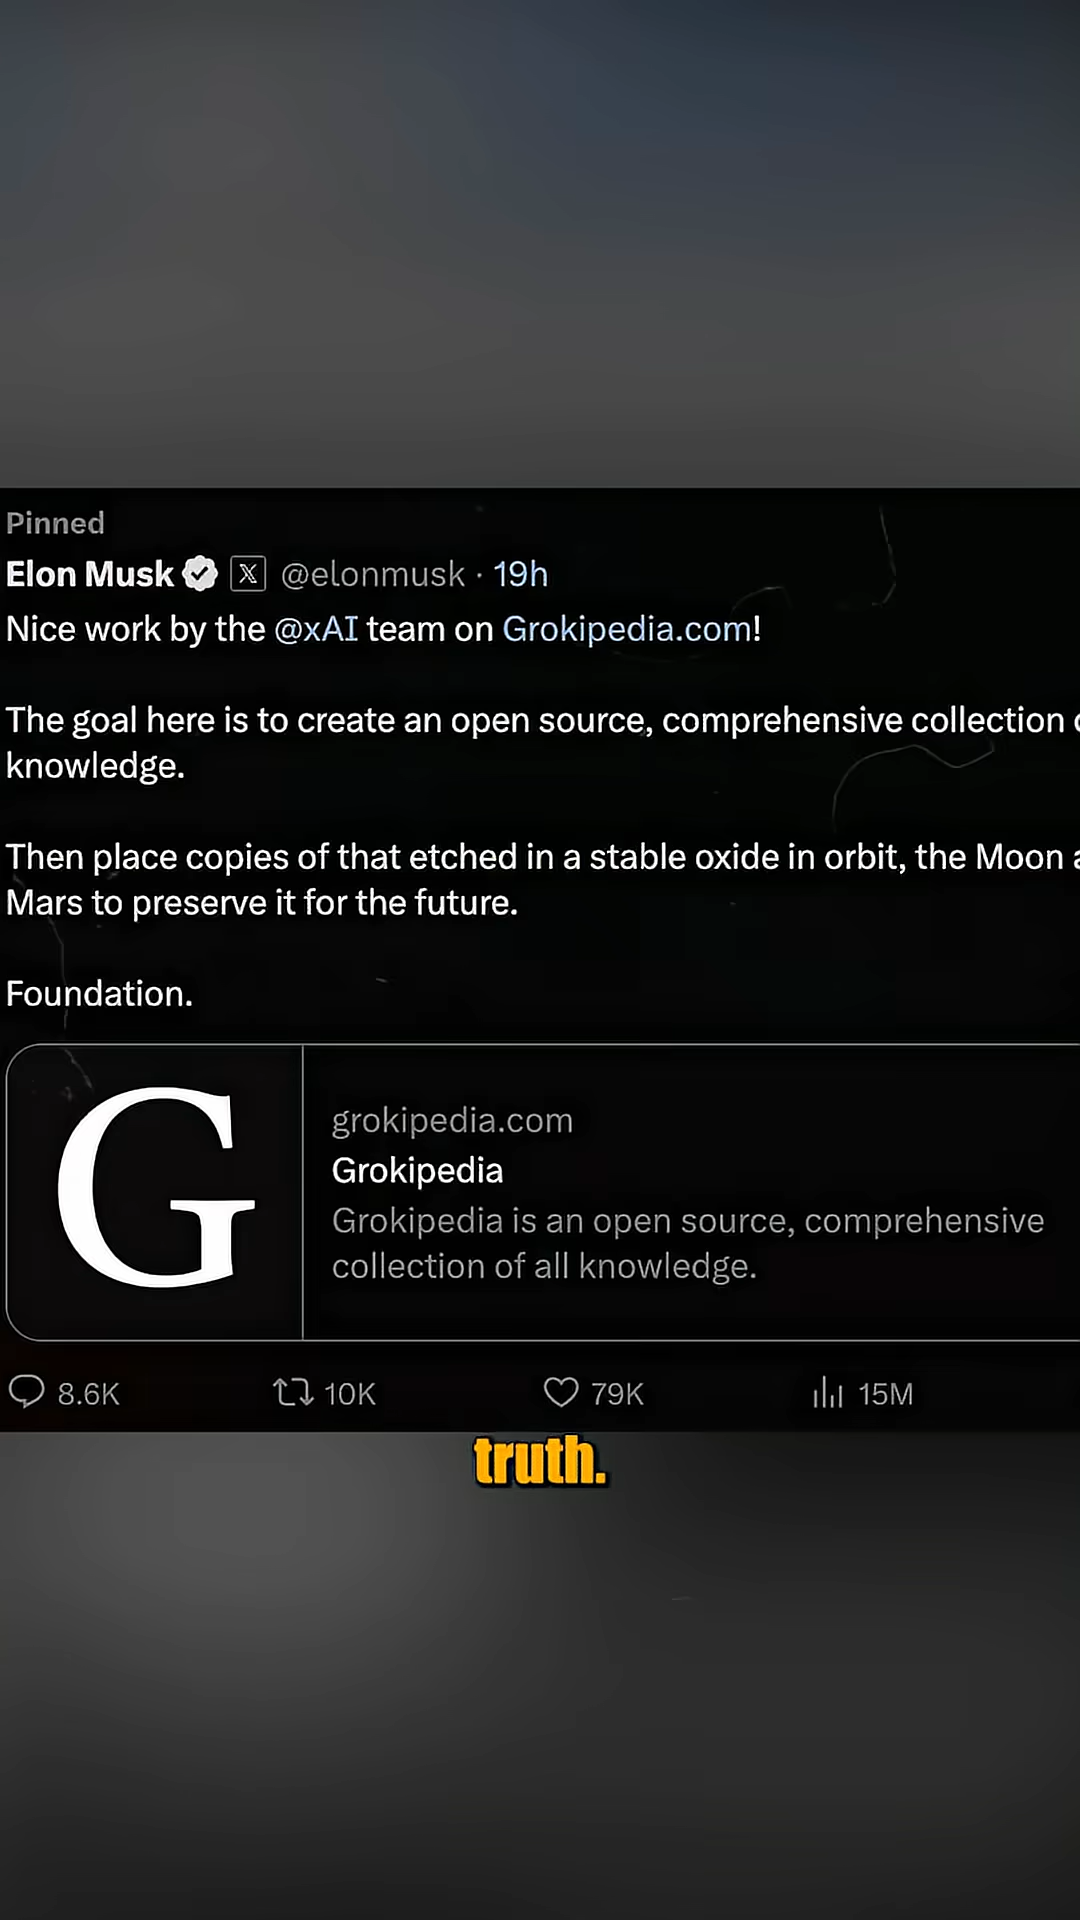 Pinned
Elon Musk @elonmusk · 19h
Nice work by the @xAI team on Grokipedia.com!
The goal here is to create an open source, comprehensive collection
knowledge.
Then place copies of that etched in a stable oxide in orbit, the Moon
Mars to preserve it for the future.
Foundation.
G
grokipedia.com
Grokipedia
Grokipedia is an open source, comprehensive
collection of all knowledge.
8.6K 10K 79K 15M
truth.